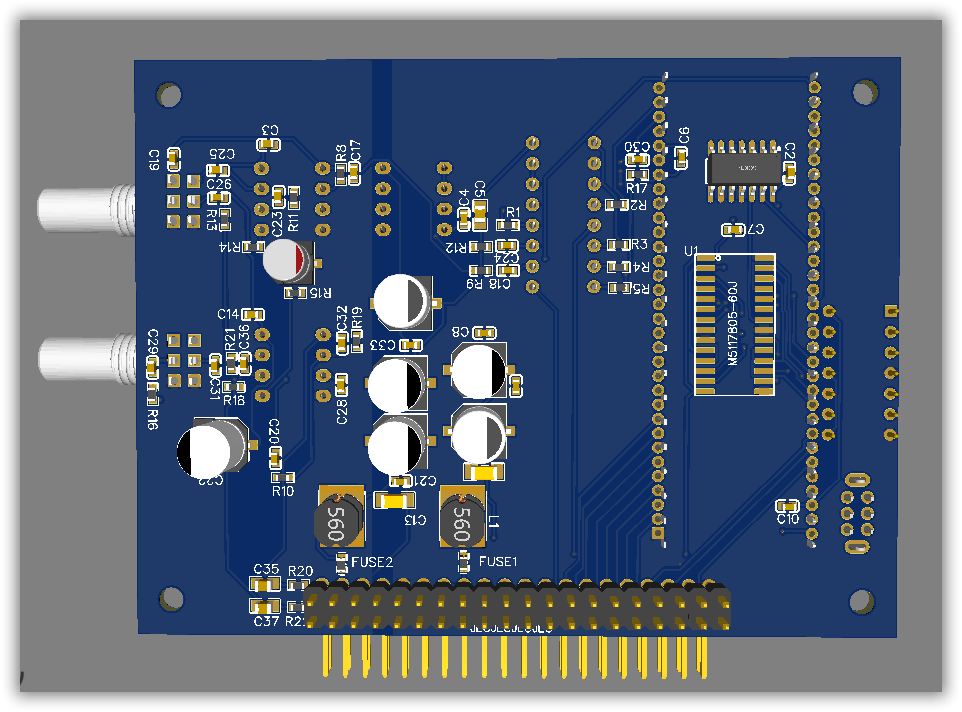 C3
C19
C25
R8
C17
C30
C6
C2
R17
C26
C23
R11
R13
C4
C5
R1
R2
C7
R14
R12
C24
R3
U1
R9
C18
R4
R15
R5
C14
C32
R19
C33
C8
M5117805-60J
C29
R21
C36
C31
R18
R16
C28
C20
C22
R10
C21
C13
560
560
L1
C10
FUSE2
FUSE1
C35
R20
C37
JLCJLCJLCJLC